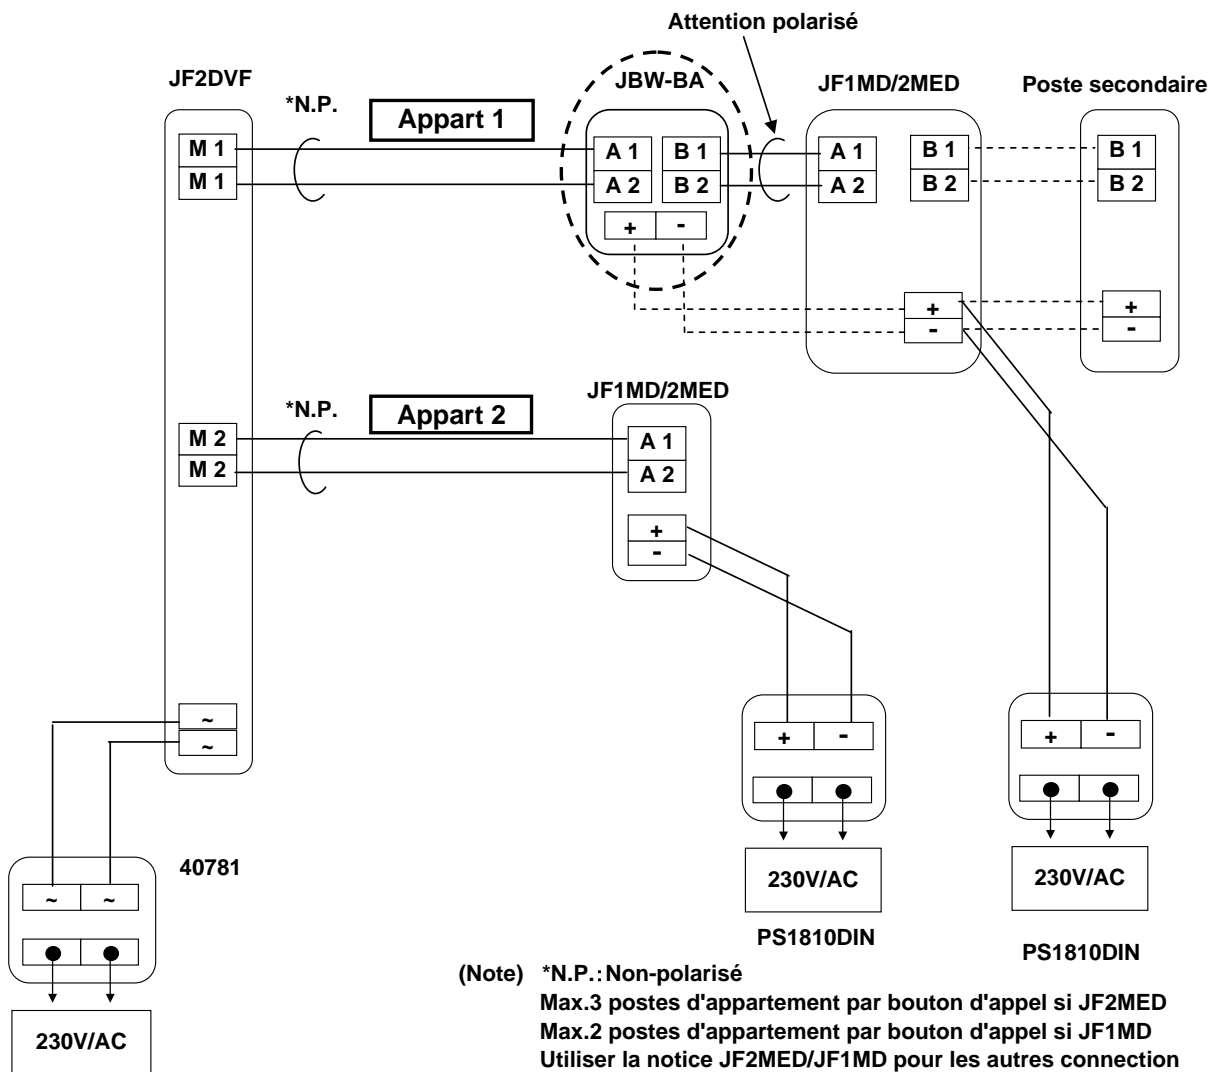 Attention polarisé
JF2DVF
JBW-BA
JF1MD/2MED
Poste secondaire
*N.P.
Appart 1
M 1
M 1
A 1
A 2
B 1
B 2
+ -
A 1
A 2
B 1
B 2
B 1
B 2
+
-
+
-
JF1MD/2MED
*N.P.
Appart 2
M 2
M 2
A 1
A 2
+
-
~
~
+ -
+ -
40781
~ ~
230V/AC
230V/AC
PS1810DIN
PS1810DIN
230V/AC
(Note) *N.P.:Non-polarisé
Max.3 postes d'appartement par bouton d'appel si JF2MED
Max.2 postes d'appartement par bouton d'appel si JF1MD
Utiliser la notice JF2MED/JF1MD pour les autres connection